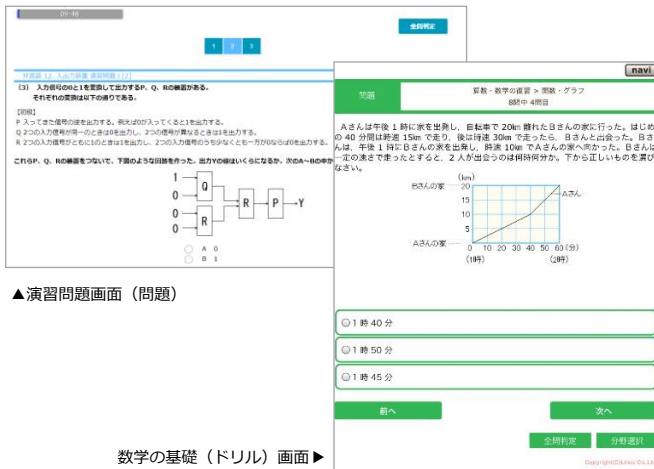 09:46
全問判定
1 2 3
分野別 12. 入出力装置 演習問題 1 [2]
(3) 入力信号の0と1を変換して出力するP、Q、Rの装置がある。
それぞれの変換は以下の通りである。
[初級]
P 入ってきた信号の逆を出力する。例えば0が入ってくると1を出力する。
Q 2つの入力信号が同一のときは0を出力し、2つの信号が異なるときは1を出力する。
R 2つの入力信号がともに1のときは1を出力し、2つの入力信号のうち少なくとも一方が0ならば0を出力する。
これらP、Q、Rの装置をつないで、下図のような回路を作った。出力Yの値はいくらになるか、次のA～Bの中か
1
0
Q
0
0
R
R
P
Y
A 0
B 1
▲演習問題画面（問題）
navi
問題
算数・数学の復習 > 関数・グラフ
8問中 4問目
Aさんは午後 1 時に家を出発し、自転車で 20km 離れたBさんの家に行った。はじめ
の 40 分間は時速 15km で走り、後は時速 30km で走ったら、Bさんと出会った。Bさ
んは、午後 1 時にBさんの家を出発し、時速 10km でAさんの家へ向かった。Bさんは
一定の速さで走ったとすると、2 人が出会うのは何時何分か。下から正しいものを選び
なさい。
(km)
Bさんの家 20
Aさん
15
10
5
Aさんの家 0 10 20 30 40 50 60 (分)
(1時) (2時)
1 時 40 分
1 時 50 分
1 時 45 分
前へ 次へ
全問判定 分野選択
Copyright(C)Lines Co.,Lt
数学の基礎（ドリル）画面▶